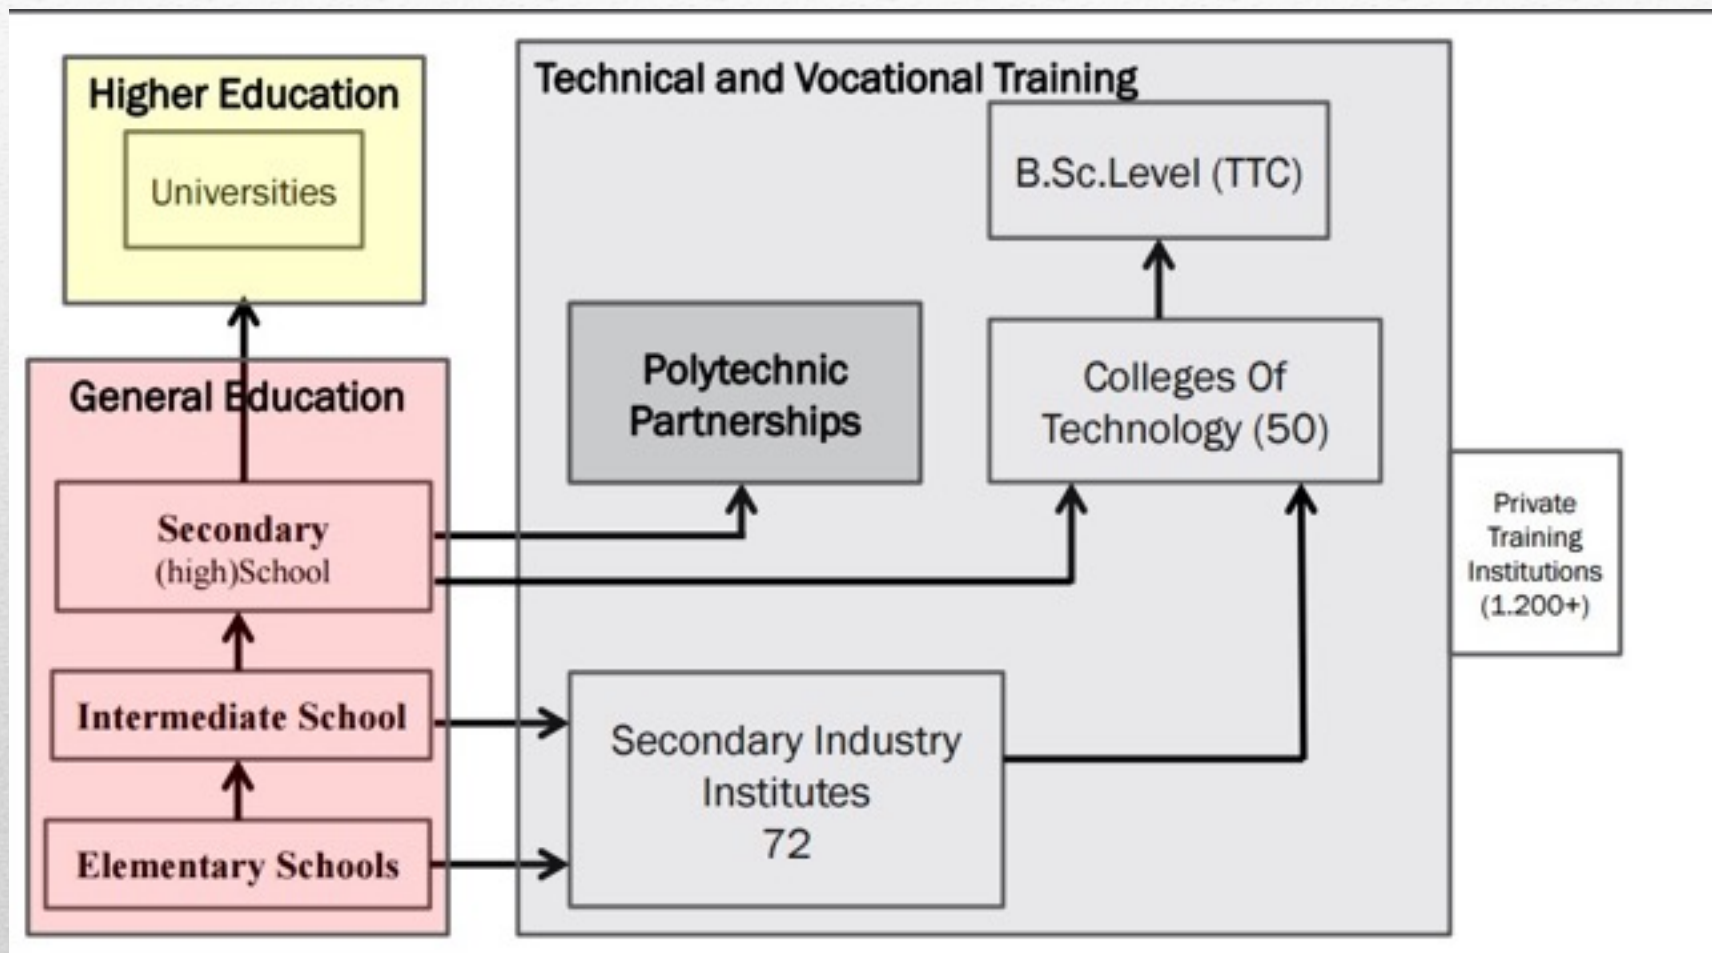 Higher Education
Universities
General Education
Secondary
(high)School
Intermediate School
Elementary Schools
Technical and Vocational Training
B.Sc.Level (TTC)
Polytechnic
Partnerships
Colleges Of
Technology (50)
Secondary Industry
Institutes
72
Private
Training
Institutions
(1.200+)